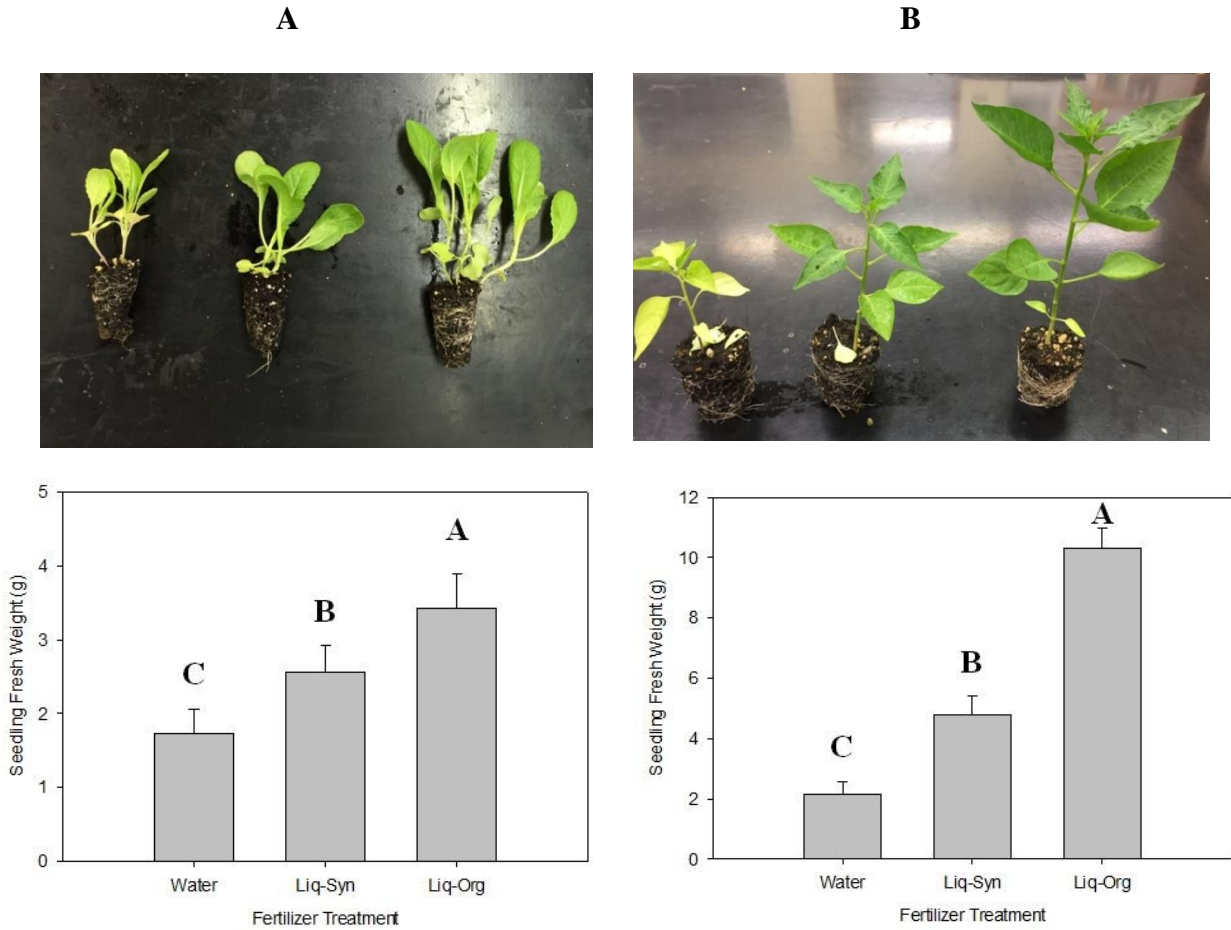 A
B
5
4
3
2
1
0
Seedling Fresh Weight (g)
C
B
A
Water
Liq-Syn
Liq-Org
Fertilizer Treatment
12
10
8
6
4
2
0
Seedling Fresh Weight (g)
C
B
A
Water
Liq-Syn
Liq-Org
Fertilizer Treatment